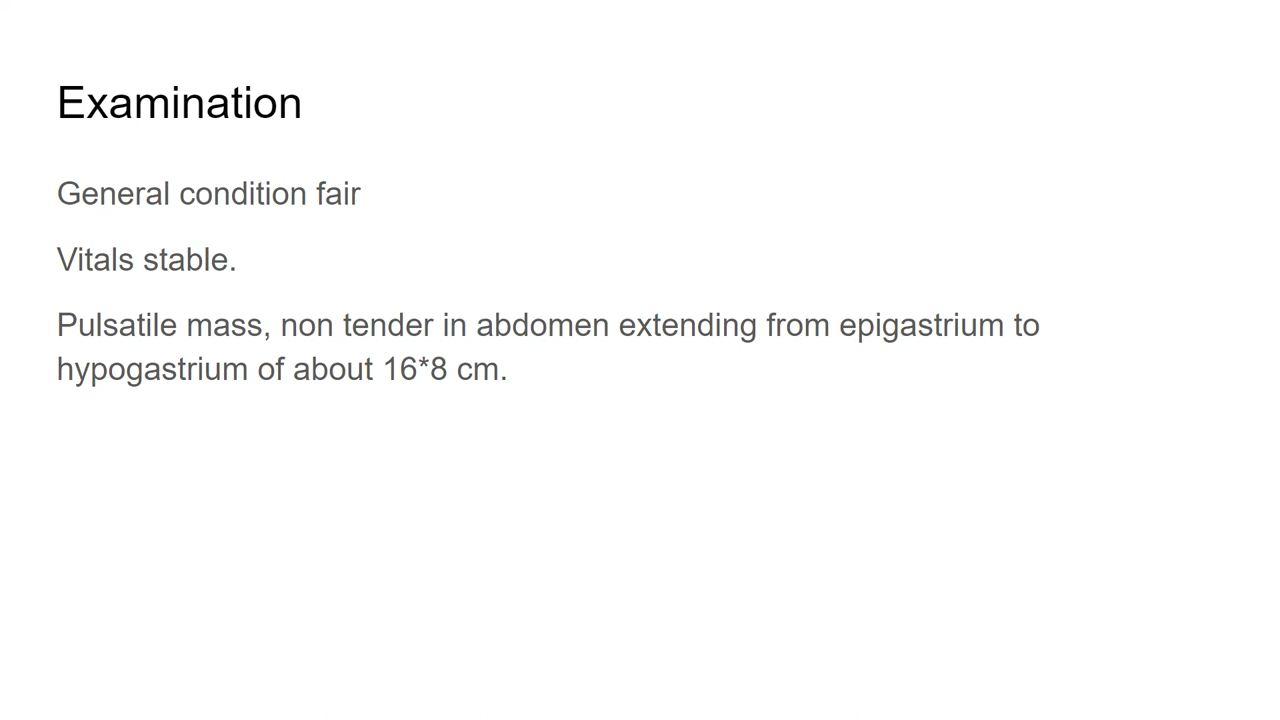 Examination
General condition fair
Vitals stable.
Pulsatile mass, non tender in abdomen extending from epigastrium to
hypogastrium of about 16*8 cm.